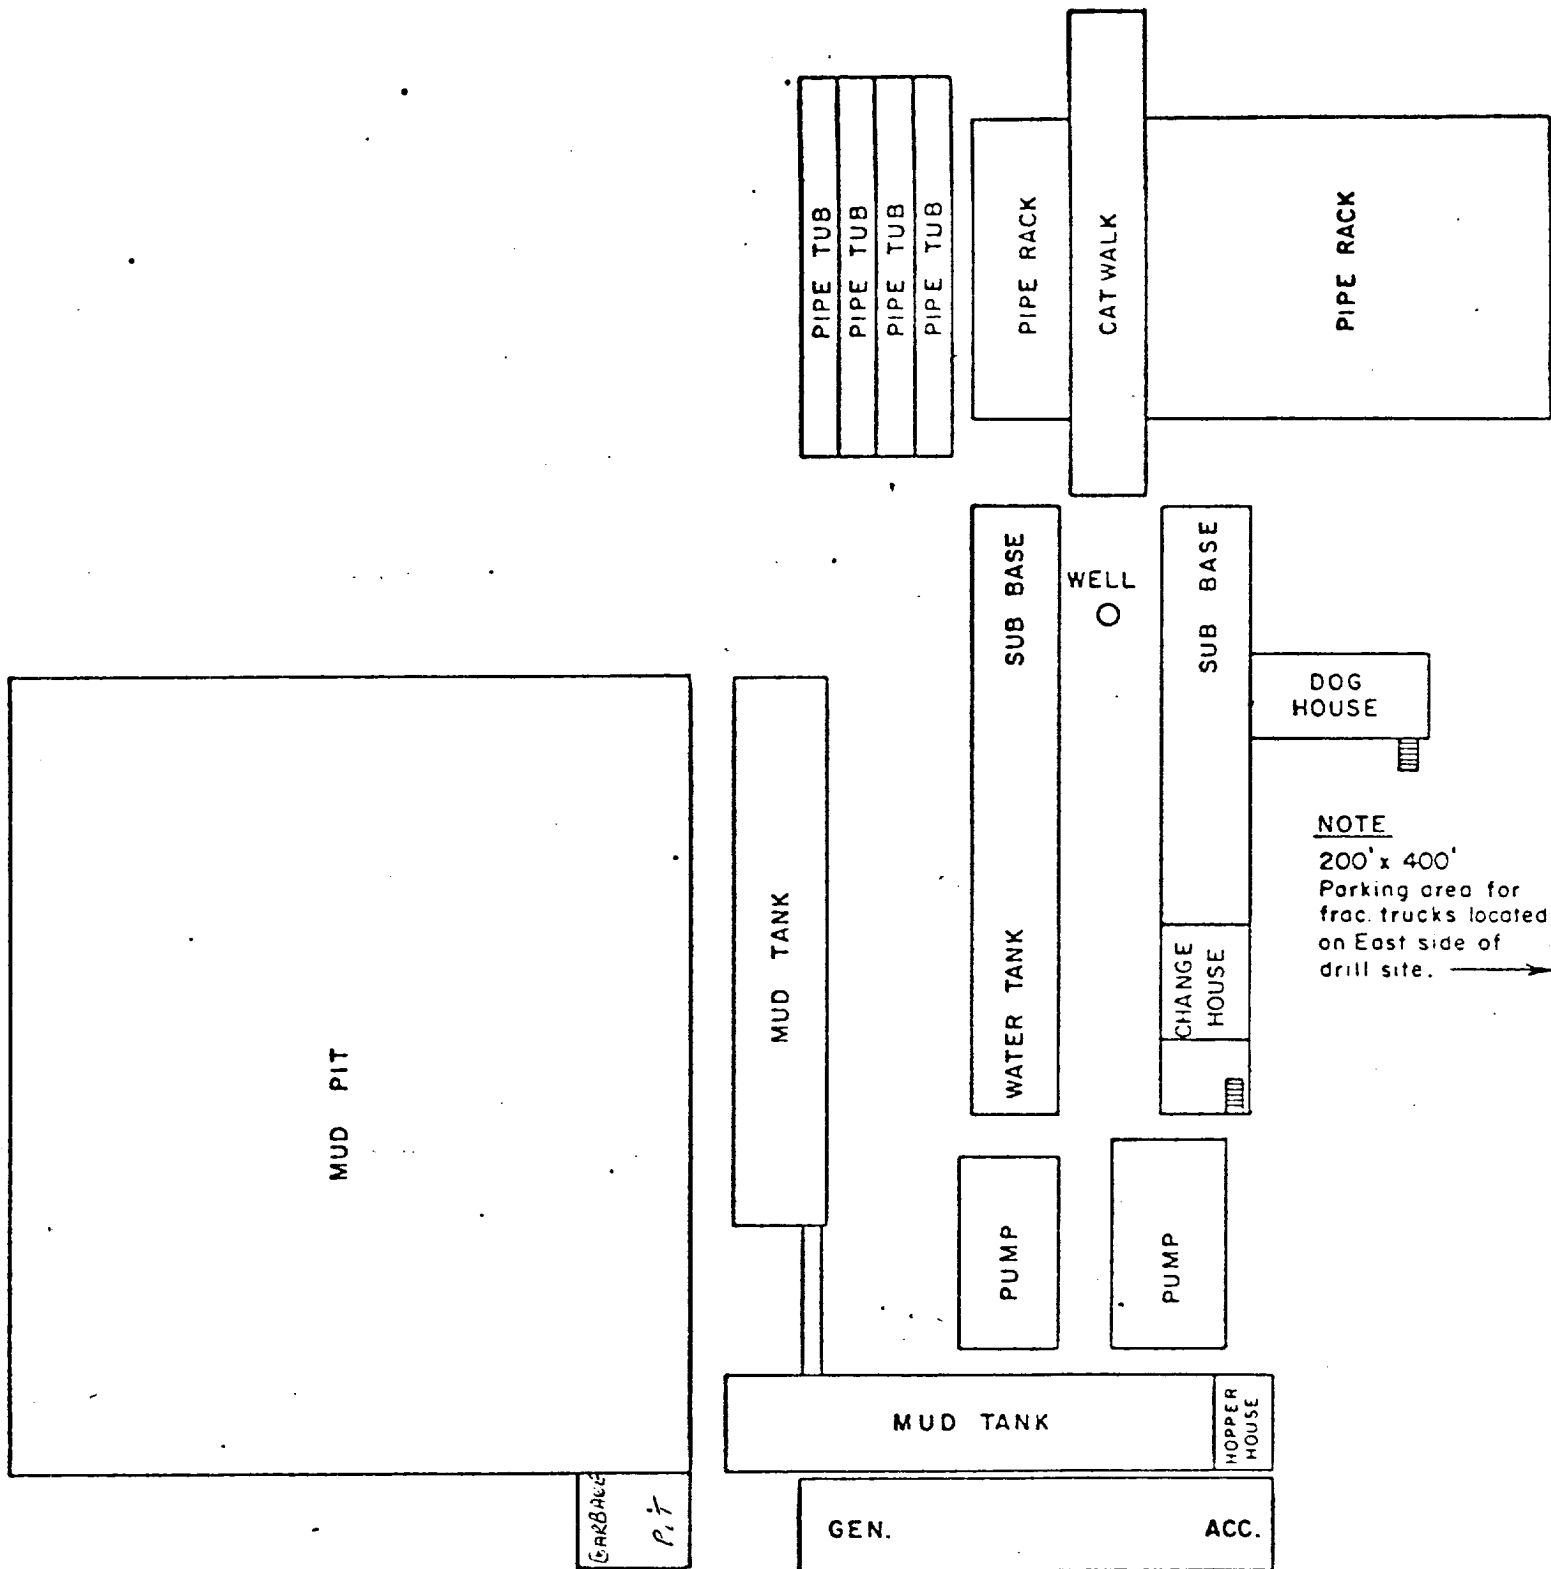 PIPE TUB
PIPE TUB
PIPE TUB
PIPE TUB
PIPE RACK
CATWALK
PIPE RACK
SUB BASE
WATER TANK
WELL
SUB BASE
CHANGE
HOUSE
DOG
HOUSE
NOTE
200' x 400'
Parking area for
frac. trucks located
on East side of
drill site.
MUD PIT
MUD TANK
PUMP
PUMP
MUD TANK
HOPPER
HOUSE
GARBAGE
PIT
GEN.
ACC.